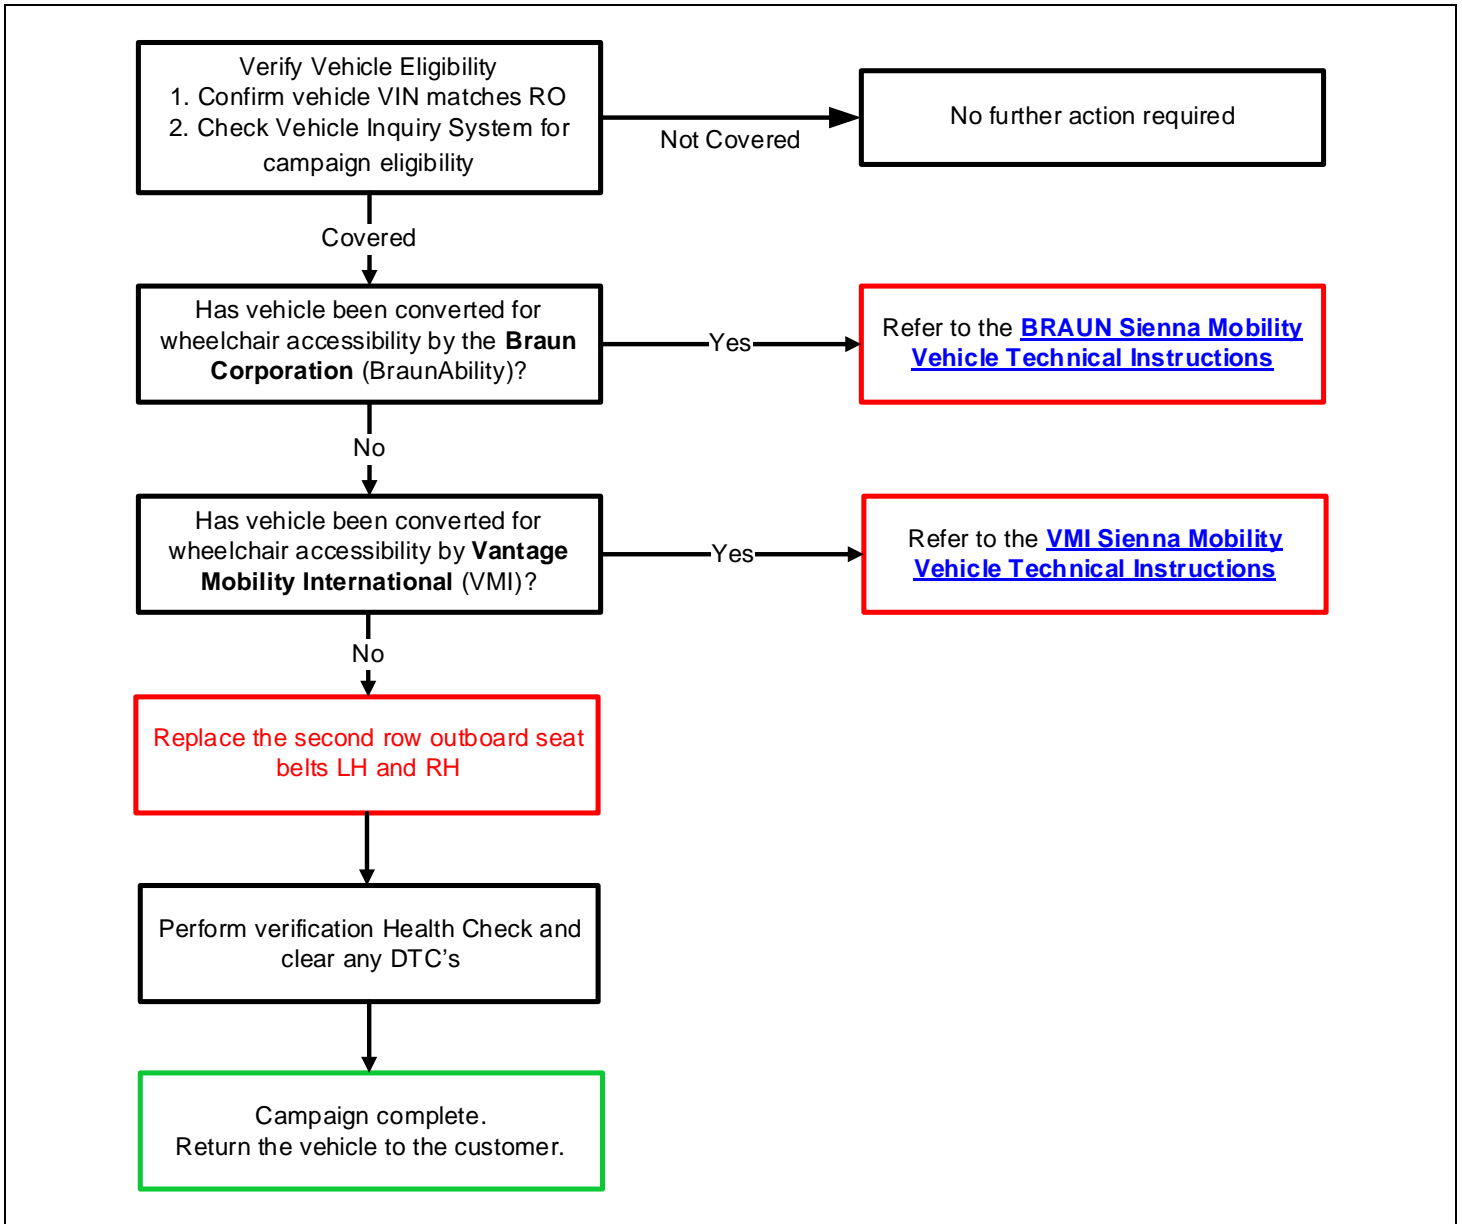 Verify Vehicle Eligibility
1. Confirm vehicle VIN matches RO
2. Check Vehicle Inquiry System for
campaign eligibility
Not Covered
No further action required
Covered
Has vehicle been converted for
wheelchair accessibility by the Braun
Corporation (BraunAbility)?
Yes
Refer to the BRAUN Sienna Mobility
Vehicle Technical Instructions
No
Has vehicle been converted for
wheelchair accessibility by Vantage
Mobility International (VMI)?
Yes
Refer to the VMI Sienna Mobility
Vehicle Technical Instructions
No
Replace the second row outboard seat
belts LH and RH
Perform verification Health Check and
clear any DTC’s
Campaign complete.
Return the vehicle to the customer.